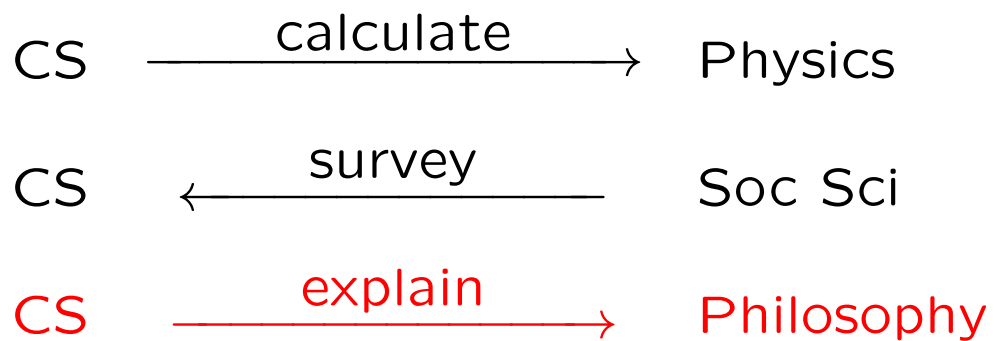 calculate
CS Physics
survey
CS Soc Sci
explain
CS Philosophy